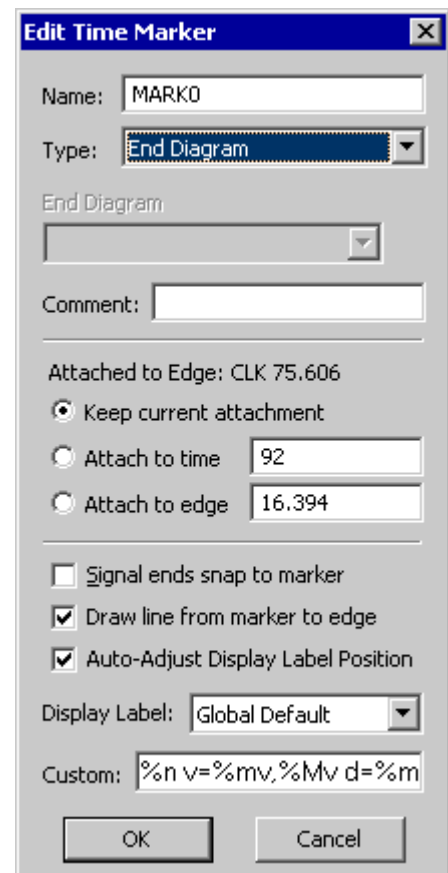 Edit Time Marker
Name: MARK0
Type: End Diagram
End Diagram
Comment:
Attached to Edge: CLK 75.606
Keep current attachment
Attach to time 92
Attach to edge 16.394
Signal ends snap to marker
Draw line from marker to edge
Auto-Adjust Display Label Position
Display Label: Global Default
Custom: %n v=%mv,%Mv d=%m
OK Cancel